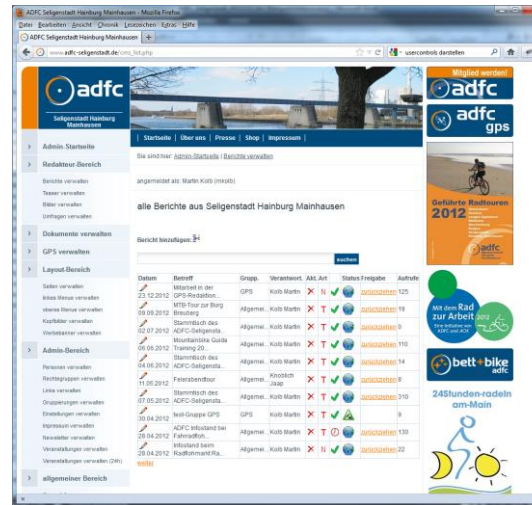 ADFC Seligenstadt Hainburg Mainhausen - Mozilla Firefox
Datei Bearbeiten Ansicht Chronik Lesezeichen Extras Hilfe
ADFC Seligenstadt Hainburg Mainhausen
www.adfc-seligenstadt.de/cms_list.php
usercontrols darstellen
adfc
Seligenstadt Hainburg
Mainhausen
| Startseite | Über uns | Presse | Shop | Impressum |
Sie sind hier: Admin-Startseite | Berichte verwalten
angemeldet als: Martin Kolb (mkolb)
alle Berichte aus Seligenstadt Hainburg Mainhausen
Bericht hinzufügen:
suchen
Datum Betreff Grupp. Verantwort. Akt. Art Status Freigabe Aufrufe
23.12.2012 Mitarbeit in der GPS-Redaktion... GPS Kolb Martin N zurückziehen 125
09.09.2012 MTB-Tour zur Burg Breuberg Allgemei... Kolb Martin T zurückziehen 19
02.07.2012 Stammtisch des ADFC-Seligensta... Allgemei... Kolb Martin T zurückziehen
06.06.2012 Mountainbike Guide Training 20... Allgemei... Kolb Martin T zurückziehen 110
04.06.2012 Stammtisch des ADFC-Seligensta... Allgemei... Kolb Martin T zurückziehen 14
11.05.2012 Feierabendtour Allgemei... Knoblich Jaap T zurückziehen
07.05.2012 Stammtisch des ADFC-Seligensta... Allgemei... Kolb Martin T zurückziehen 310
30.04.2012 test-Gruppe GPS GPS Kolb Martin T
28.04.2012 ADFC Infostand bei Fahrradfloh... Allgemei... Kolb Martin T zurückziehen 130
28.04.2012 Infostand beim Radfuhrmarkt Ra... Allgemei... Kolb Martin T zurückziehen 22
weiter
Admin-Startseite
Redakteur-Bereich
Berichte verwalten
Teaser verwalten
Bilder verwalten
Umfragen verwalten
Dokumente verwalten
GPS verwalten
Layout-Bereich
Seiten verwalten
linkes Menue verwalten
oberes Menue verwalten
Kopfbilder verwalten
Werbebanner verwalten
Admin-Bereich
Personen verwalten
Rechtegruppen verwalten
Links verwalten
Gruppierungen verwalten
Einstellungen verwalten
Impressum verwalten
Newsletter verwalten
Veranstaltungen verwalten
Veranstaltungen verwalten (24h)
allgemeiner Bereich
Mitglied werden!
adfc
adfc
gps
Geführte Radtouren
2012
adfc
Mit dem Rad
zur Arbeit 2012
Eine Initiative von
ADFC und AOK
bett+bike
adfc
24Stunden-radeln
am-Main